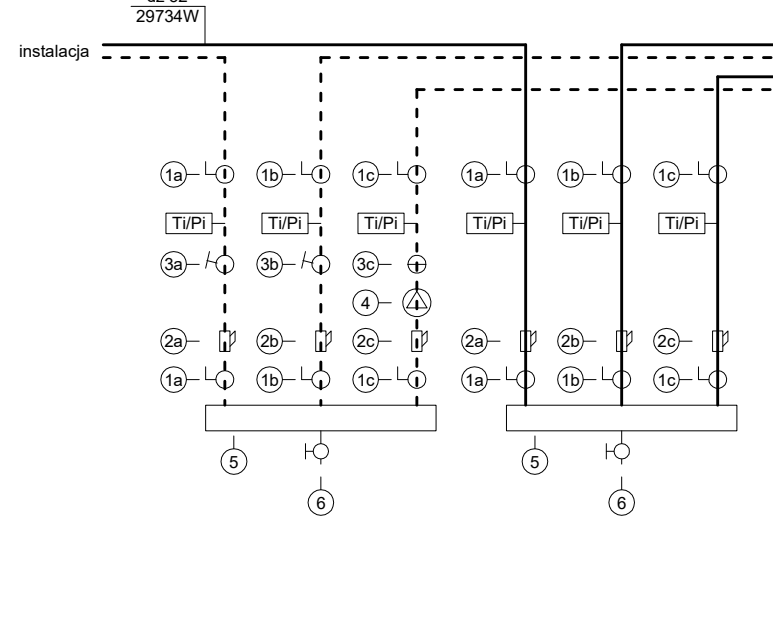 dz 32
29734W
instalacja
1a 1b 1c 1a 1b 1c
Ti/Pi Ti/Pi Ti/Pi Ti/Pi Ti/Pi Ti/Pi
3a 3b 3c
4
2a 2b 2c 2a 2b 2c
1a 1b 1c 1a 1b 1c
5 5
6 6